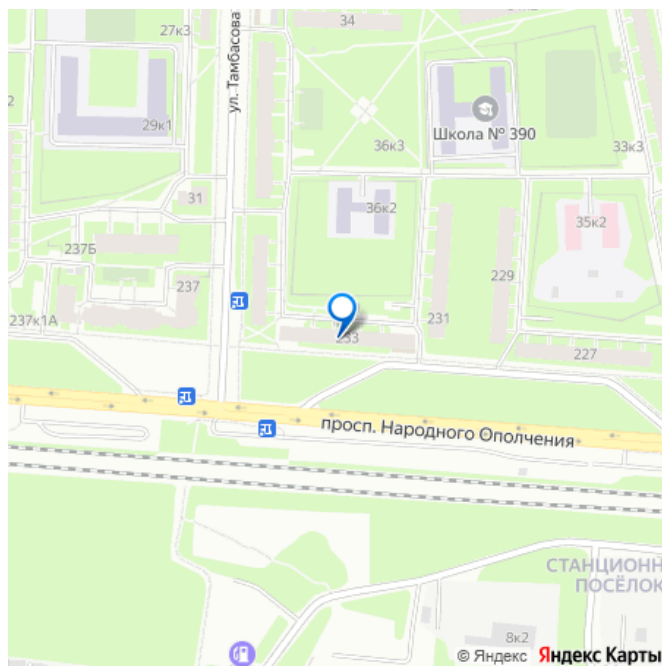 27к3
34
ул. Тамбасова
29к1
Школа № 390
36к3
33к3
31
36к2
35к2
237Б
237
229
237к1А
231
233
227
просп. Народного Ополчения
СТАНЦИОНН
ПОСЁЛОК
8к2
© Яндекс Яндекс Карты